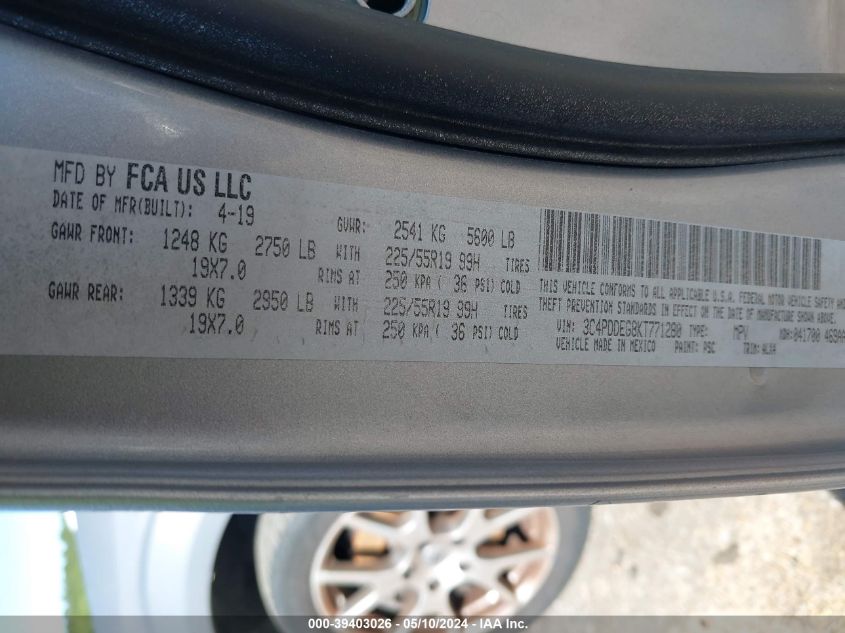 MFD BY FCA US LLC
DATE OF MFR(BUILT): 4-19
GVWR: 2541 KG 5600 LB
GAWR FRONT: 1248 KG 2750 LB WITH 225/55R19 99H TIRES
19X7.0 RIMS AT 250 KPA ( 36 PSI) COLD
GAWR REAR: 1339 KG 2950 LB WITH 225/55R19 99H TIRES
19X7.0 RIMS AT 250 KPA ( 36 PSI) COLD
THIS VEHICLE CONFORMS TO ALL APPLICABLE U.S.A. FEDERAL MOTOR VEHICLE SAFETY AND
THEFT PREVENTION STANDARDS IN EFFECT ON THE DATE OF MANUFACTURE SHOWN ABOVE.
VIN: 3C4PDDEG8KT771280 TYPE: MPV MDH:041700
VEHICLE MADE IN MEXICO PAINT: PSC TRIM:
000-39403026 - 05/10/2024 - IAAI Inc.